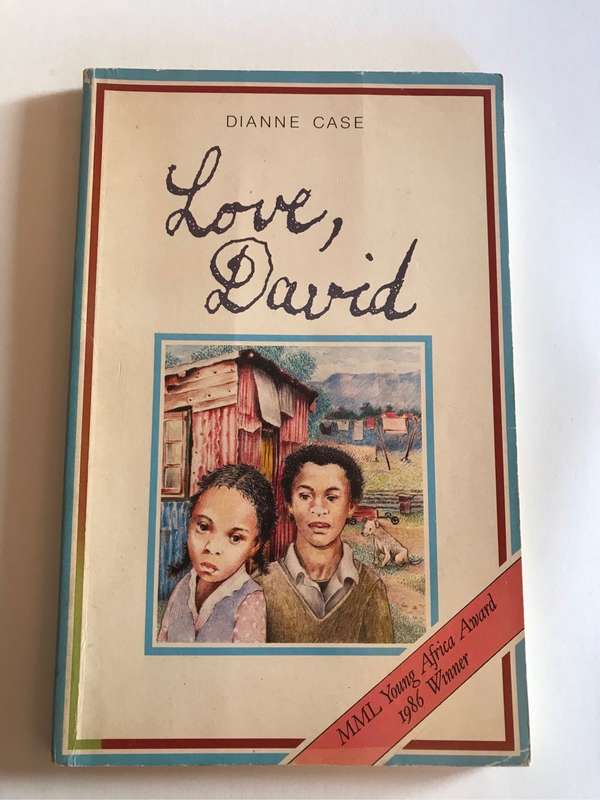 DIANNE CASE
Love,
David
MML Young Africa Award
1986 Winner